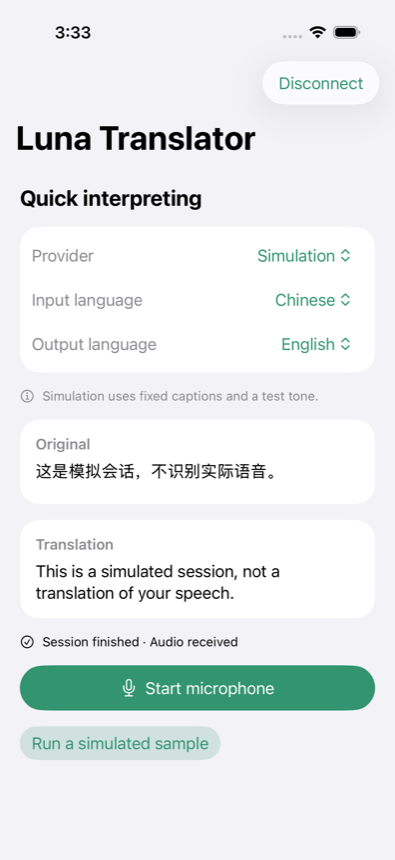 3:33
Disconnect
Luna Translator
Quick interpreting
Provider Simulation
Input language Chinese
Output language English
Simulation uses fixed captions and a test tone.
Original
这是模拟会话，不识别实际语音。
Translation
This is a simulated session, not a
translation of your speech.
Session finished · Audio received
Start microphone
Run a simulated sample